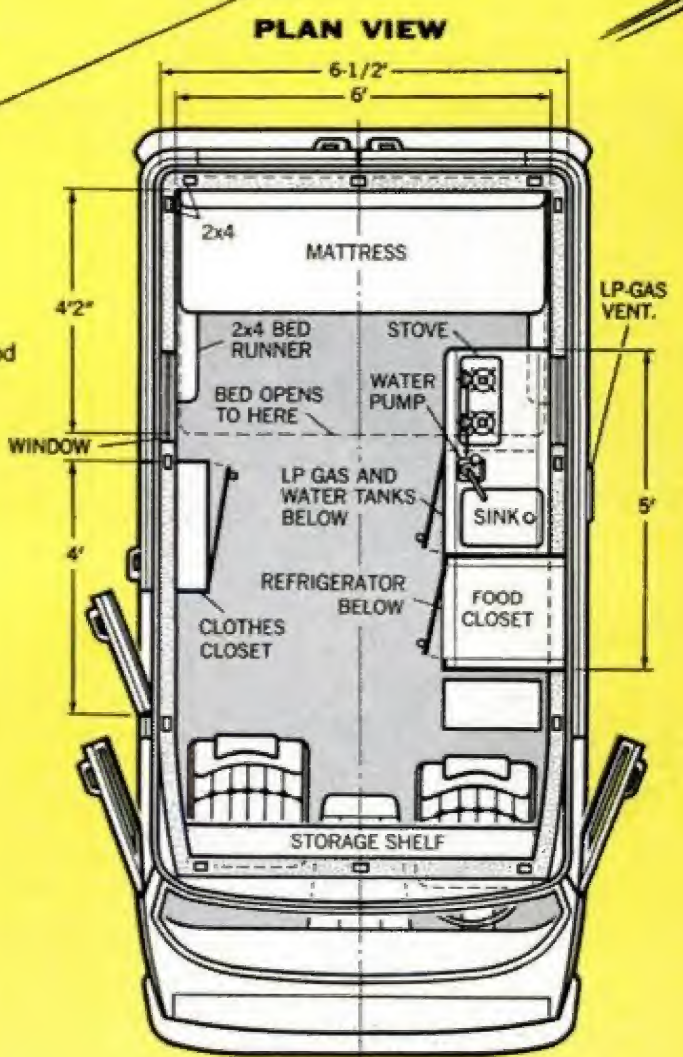 PLAN VIEW
6-1/2'
6'
2x4
MATTRESS
4'2"
LP-GAS
VENT.
2x4 BED
RUNNER
STOVE
WATER
PUMP
BED OPENS
TO HERE
WINDOW
LP GAS AND
WATER TANKS
BELOW
SINK
5'
4'
REFRIGERATOR
BELOW
FOOD
CLOSET
CLOTHES
CLOSET
STORAGE SHELF